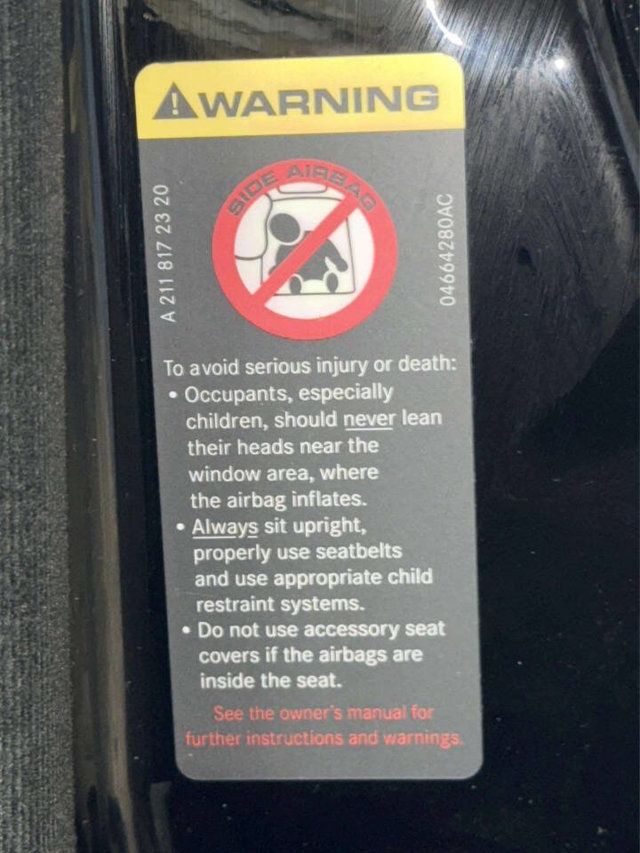 WARNING
SIDE AIRBAG
A 211 817 23 20
04664280AC
To avoid serious injury or death:
• Occupants, especially
children, should never lean
their heads near the
window area, where
the airbag inflates.
• Always sit upright,
properly use seatbelts
and use appropriate child
restraint systems.
• Do not use accessory seat
covers if the airbags are
inside the seat.
See the owner's manual for
further instructions and warnings.